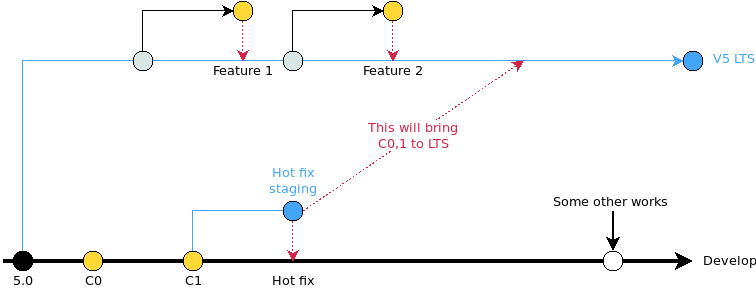 V5 LTS
Feature 1
Feature 2
This will bring
C0,1 to LTS
Hot fix
staging
Some other works
Develop
5.0
C0
C1
Hot fix